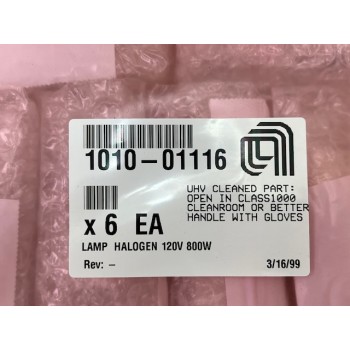 1010-01116
UHV CLEANED PART:
OPEN IN CLASS1000
CLEANROOM OR BETTER
HANDLE WITH GLOVES
x 6 EA
LAMP HALOGEN 120V 800W
Rev: –
3/16/99